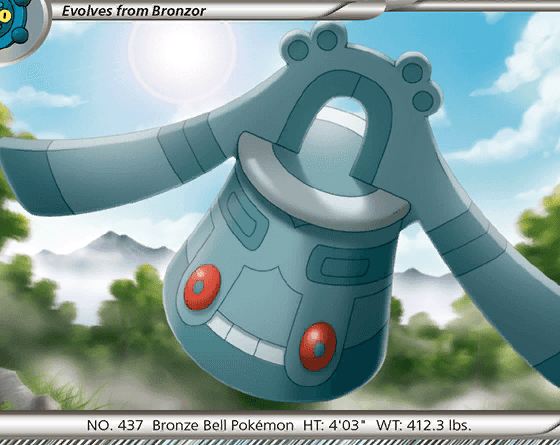 Evolves from Bronzor
NO. 437 Bronze Bell Pokémon HT: 4'03" WT: 412.3 lbs.